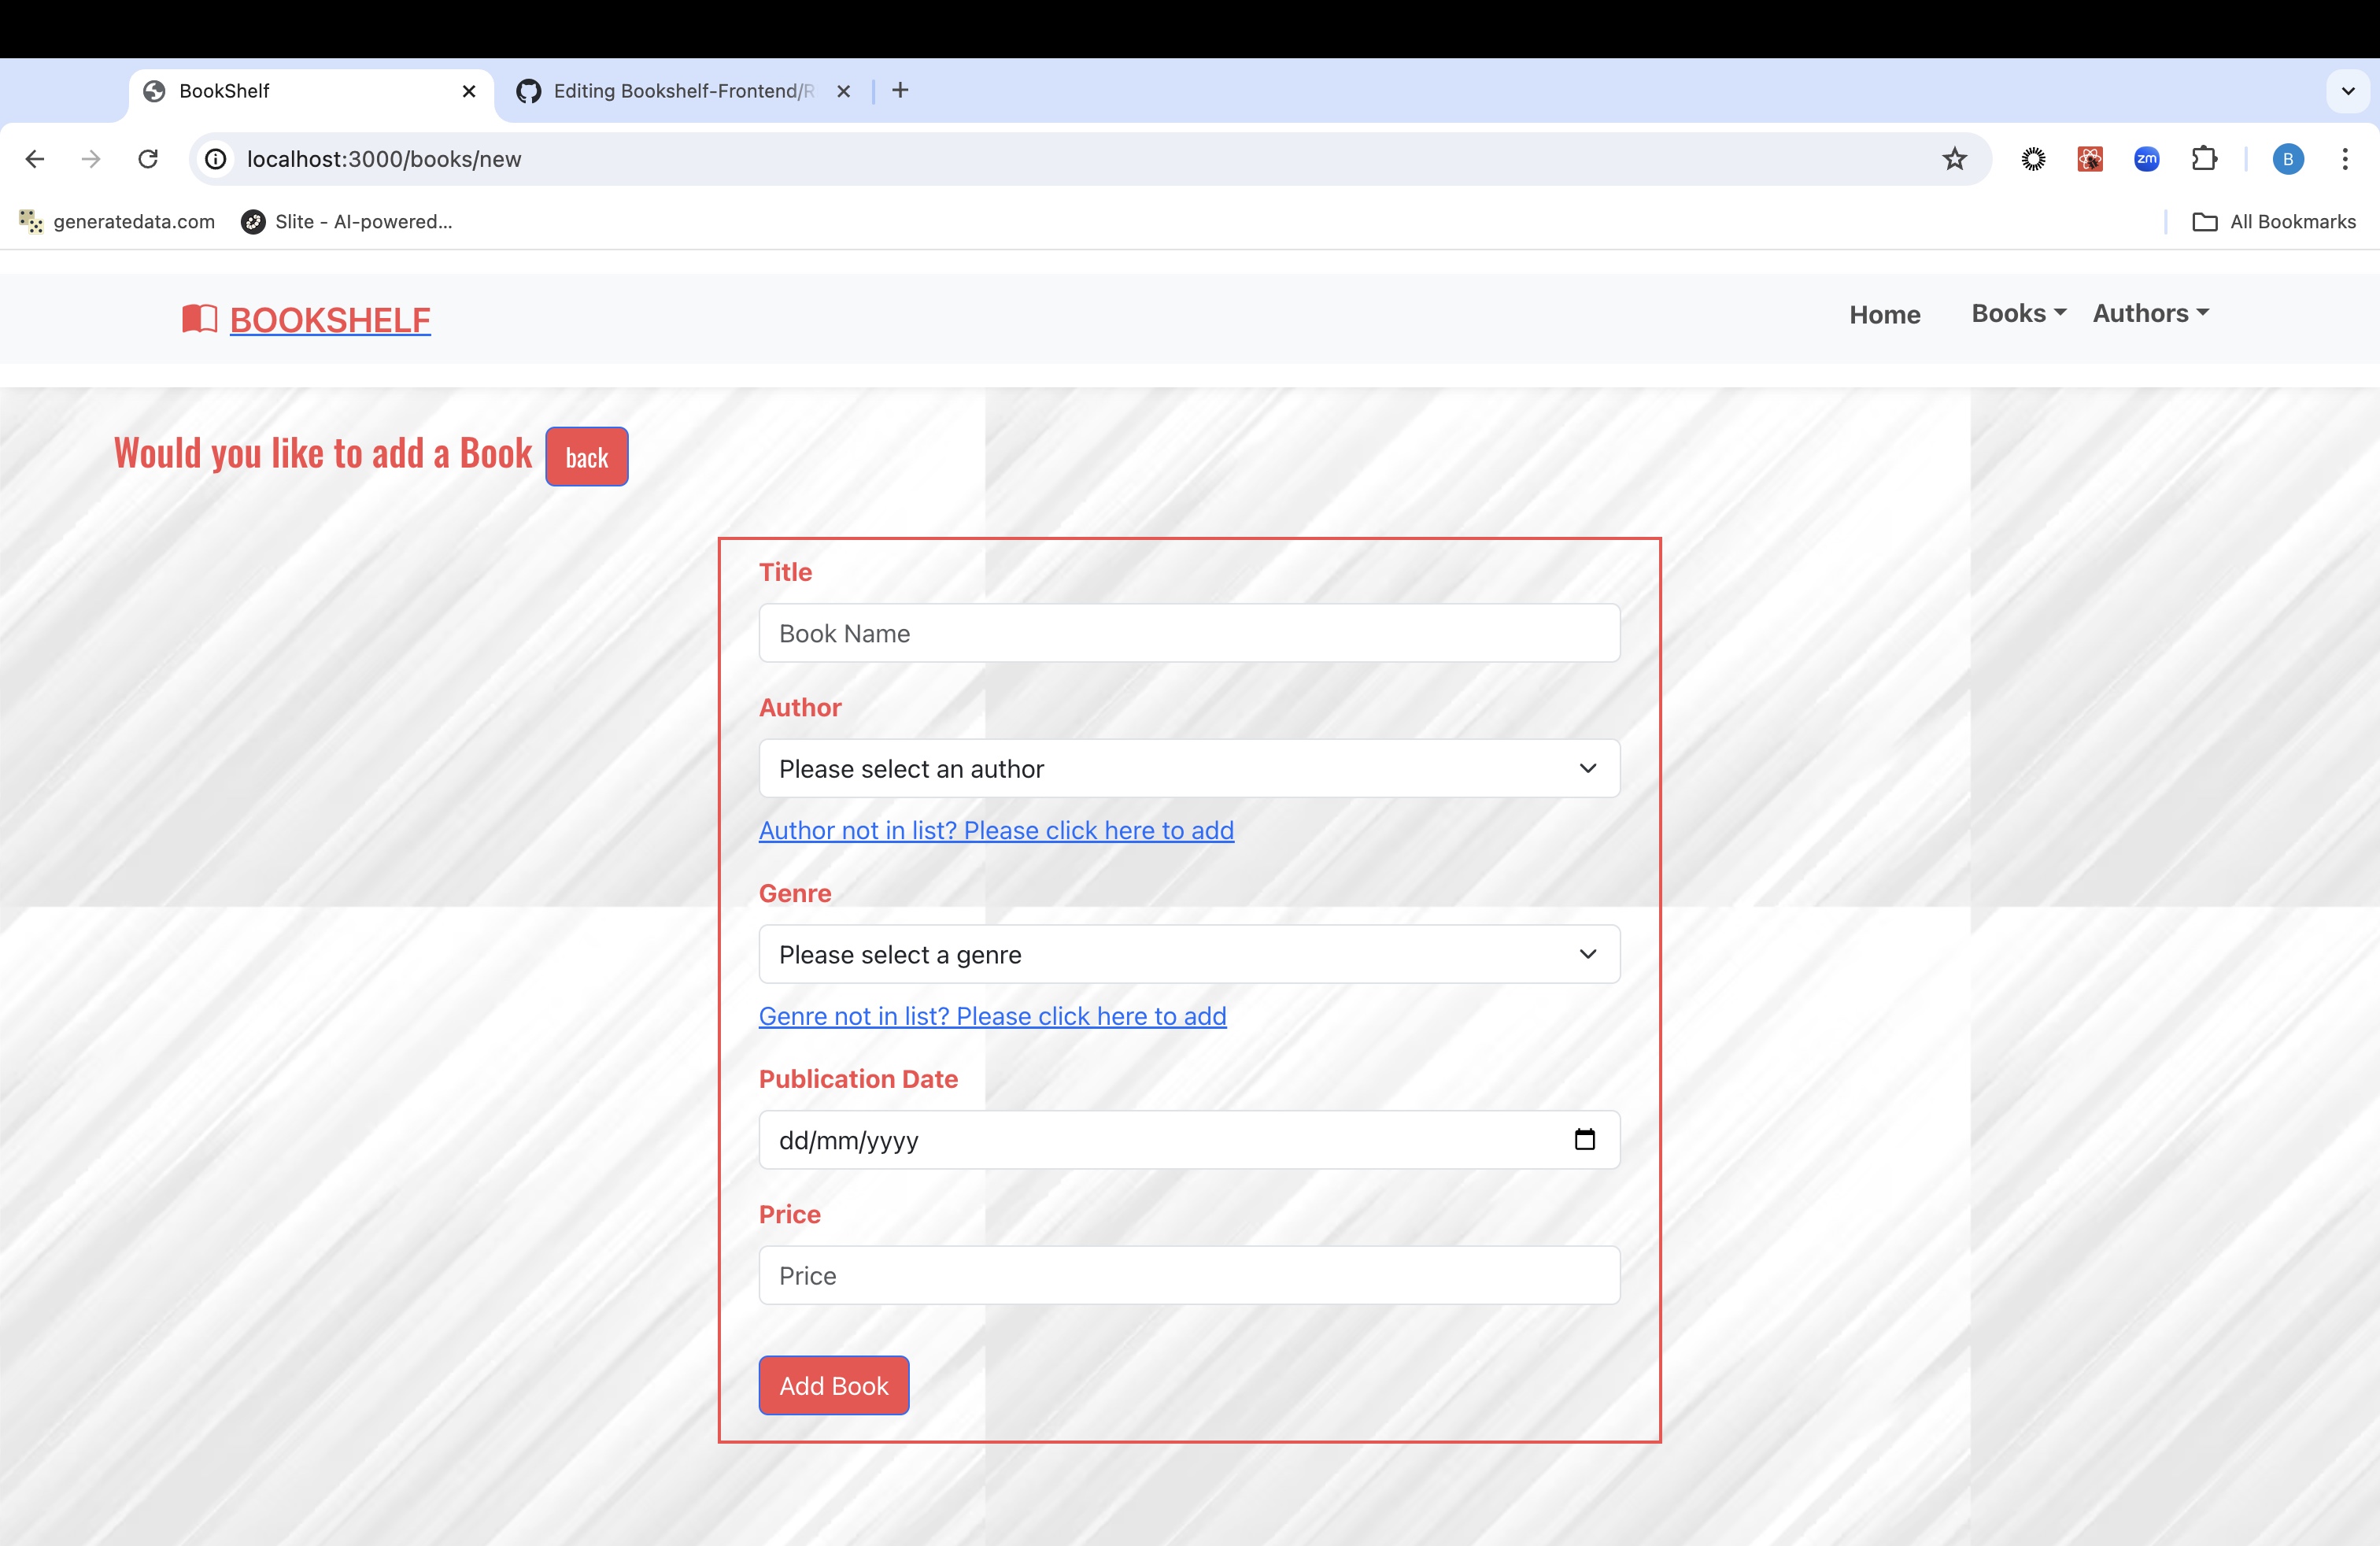 BookShelf
Editing Bookshelf-Frontend/R
localhost:3000/books/new
zm
B
generatedata.com
Slite - AI-powered...
All Bookmarks
BOOKSHELF
Home
Books
Authors
Would you like to add a Book
back
Title
Book Name
Author
Please select an author
Author not in list? Please click here to add
Genre
Please select a genre
Genre not in list? Please click here to add
Publication Date
dd/mm/yyyy
Price
Price
Add Book